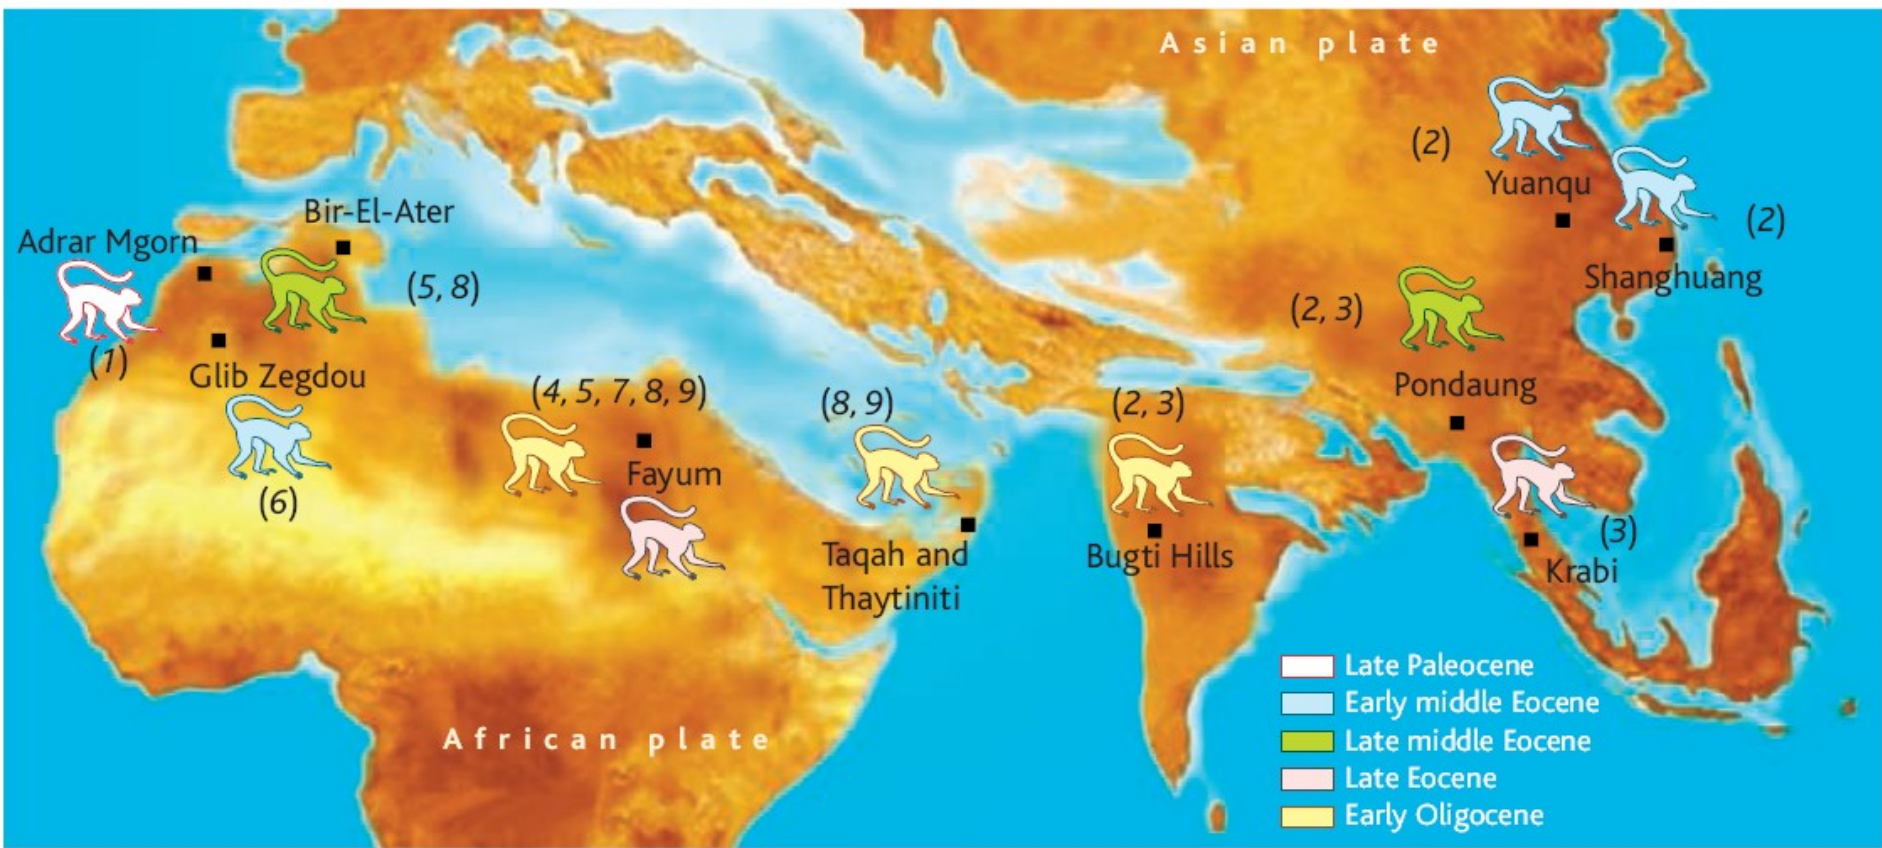 Asian plate
(2)
Yuanqu
(2)
Shanghuang
Bir-El-Ater
Adrar Mgorn
(5, 8)
(1)
Glib Zegdou
(6)
(2, 3)
Pondaung
(4, 5, 7, 8, 9)
Fayum
(8, 9)
Taqah and
Thaytiniti
(2, 3)
Bugti Hills
(3)
Krabi
African plate
Late Paleocene
Early middle Eocene
Late middle Eocene
Late Eocene
Early Oligocene